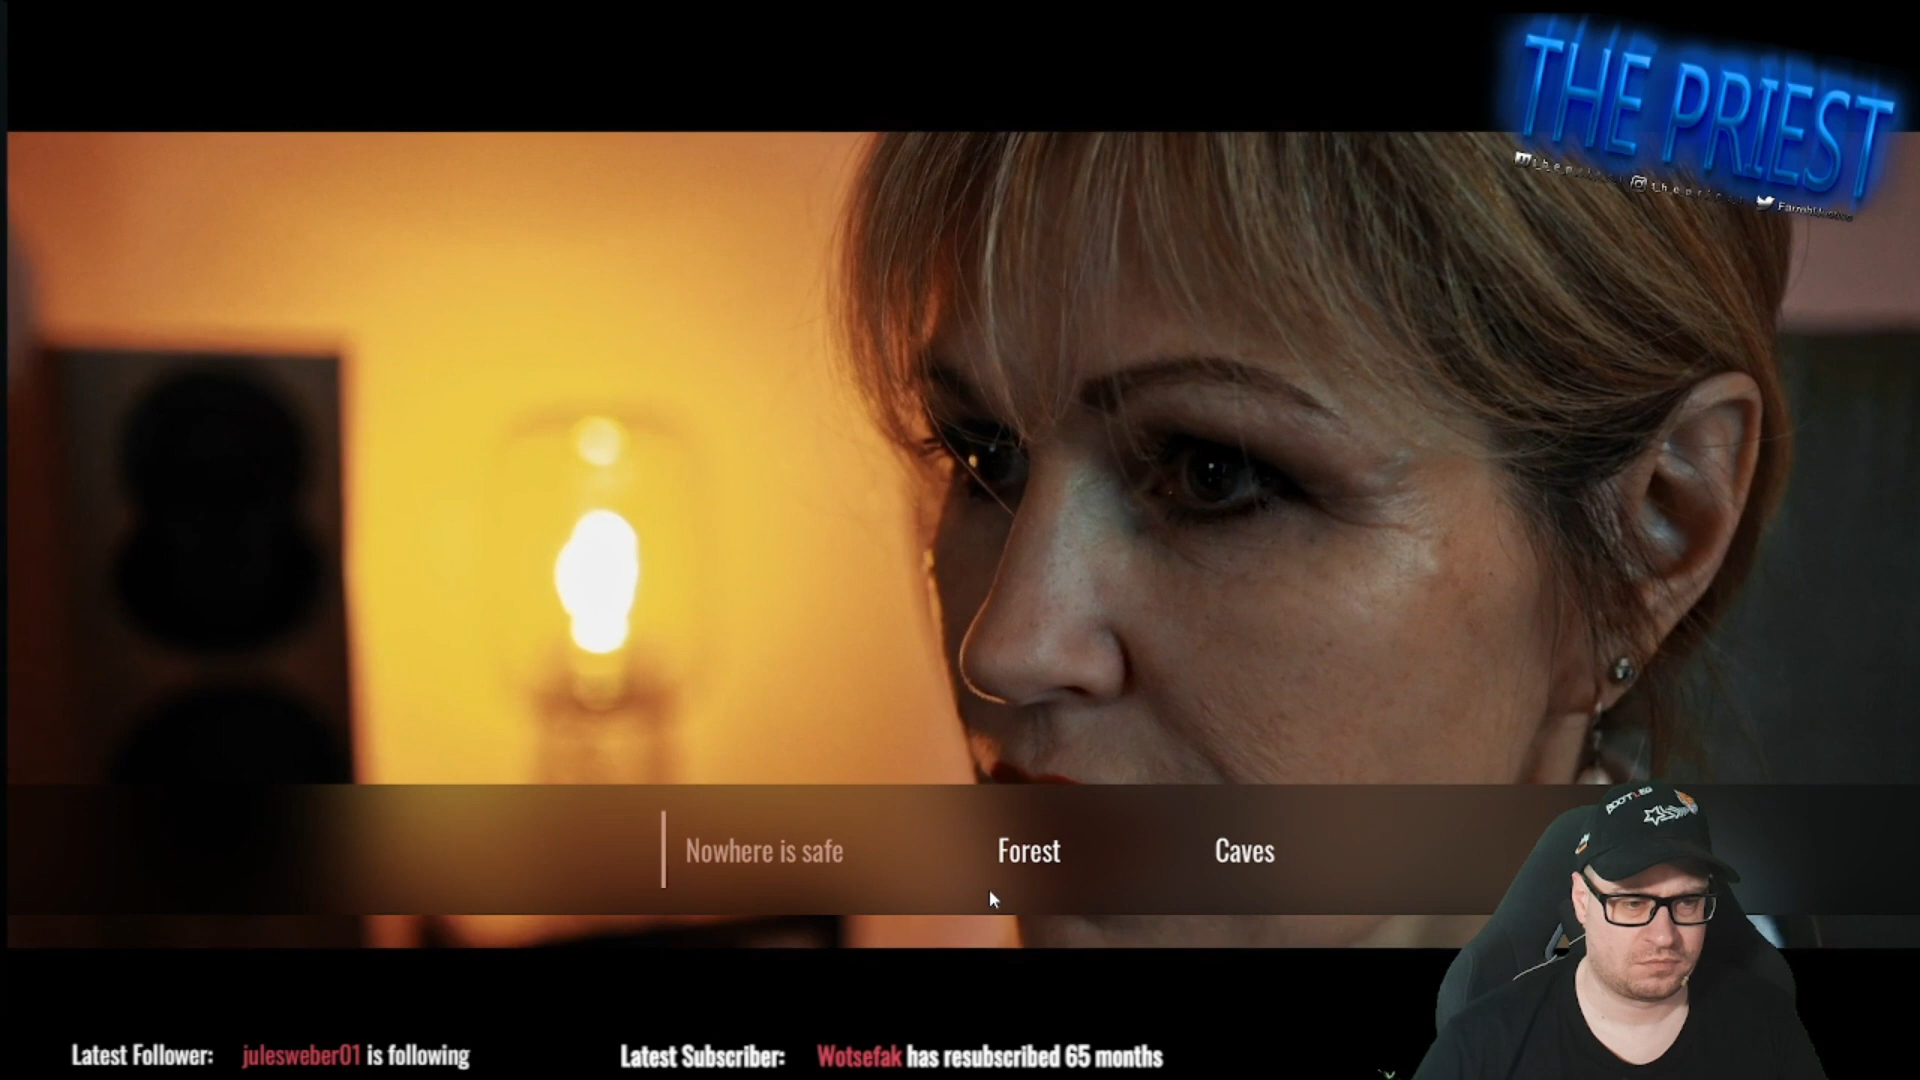 THE PRIEST
Nowhere is safe
Forest
Caves
BOOTLEG
Latest Follower: julesweber01 is following
Latest Subscriber: Wotsefak has resubscribed 65 months